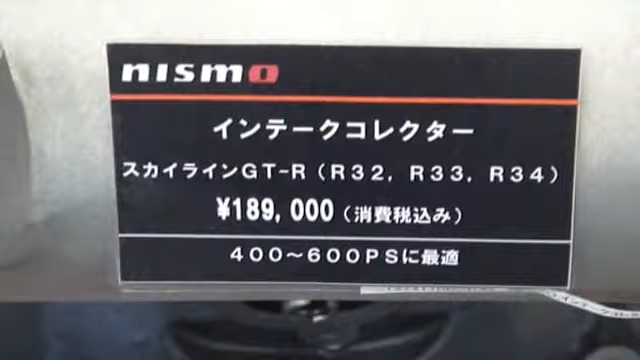 nismo
インテークコレクター
スカイラインGT-R（R32，R33，R34）
¥189,000（消費税込み）
400～600PSに最適